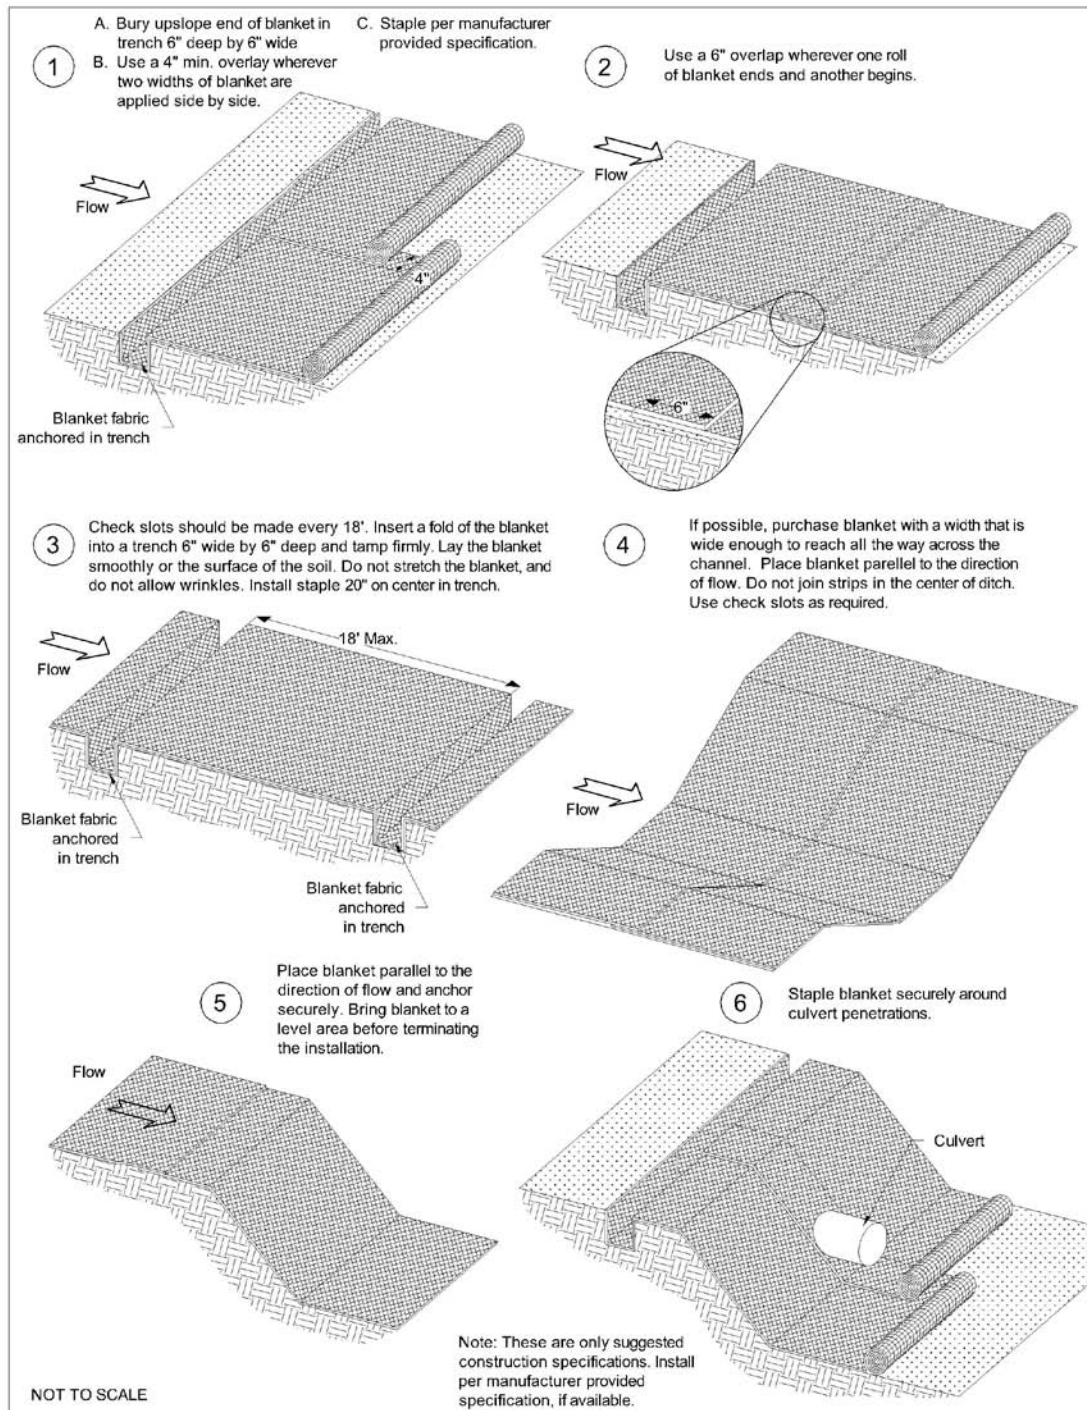 1
A. Bury upslope end of blanket in
trench 6" deep by 6" wide
B. Use a 4" min. overlay wherever
two widths of blanket are
applied side by side.
C. Staple per manufacturer
provided specification.
Flow
4"
Blanket fabric
anchored in trench
2
Use a 6" overlap wherever one roll
of blanket ends and another begins.
Flow
6"
3
Check slots should be made every 18'. Insert a fold of the blanket
into a trench 6" wide by 6" deep and tamp firmly. Lay the blanket
smoothly or the surface of the soil. Do not stretch the blanket, and
do not allow wrinkles. Install staple 20" on center in trench.
18' Max.
Flow
Blanket fabric
anchored
in trench
Blanket fabric
anchored
in trench
4
If possible, purchase blanket with a width that is
wide enough to reach all the way across the
channel. Place blanket parellel to the direction
of flow. Do not join strips in the center of ditch.
Use check slots as required.
Flow
5
Place blanket parallel to the
direction of flow and anchor
securely. Bring blanket to a
level area before terminating
the installation.
Flow
6
Staple blanket securely around
culvert penetrations.
Culvert
Note: These are only suggested
construction specifications. Install
per manufacturer provided
specification, if available.
NOT TO SCALE